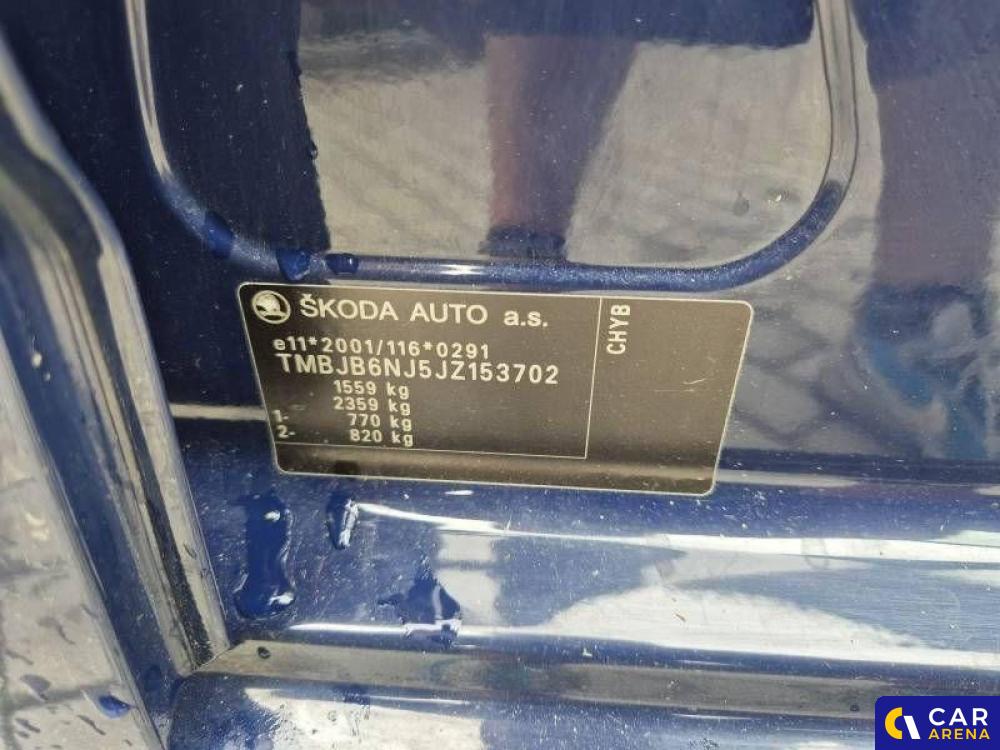 ŠKODA AUTO a.s.
e11*2001/116*0291
TMBJB6NJ5JZ153702
1559 kg
2359 kg
1- 770 kg
2- 820 kg
CHYB
CAR
ARENA